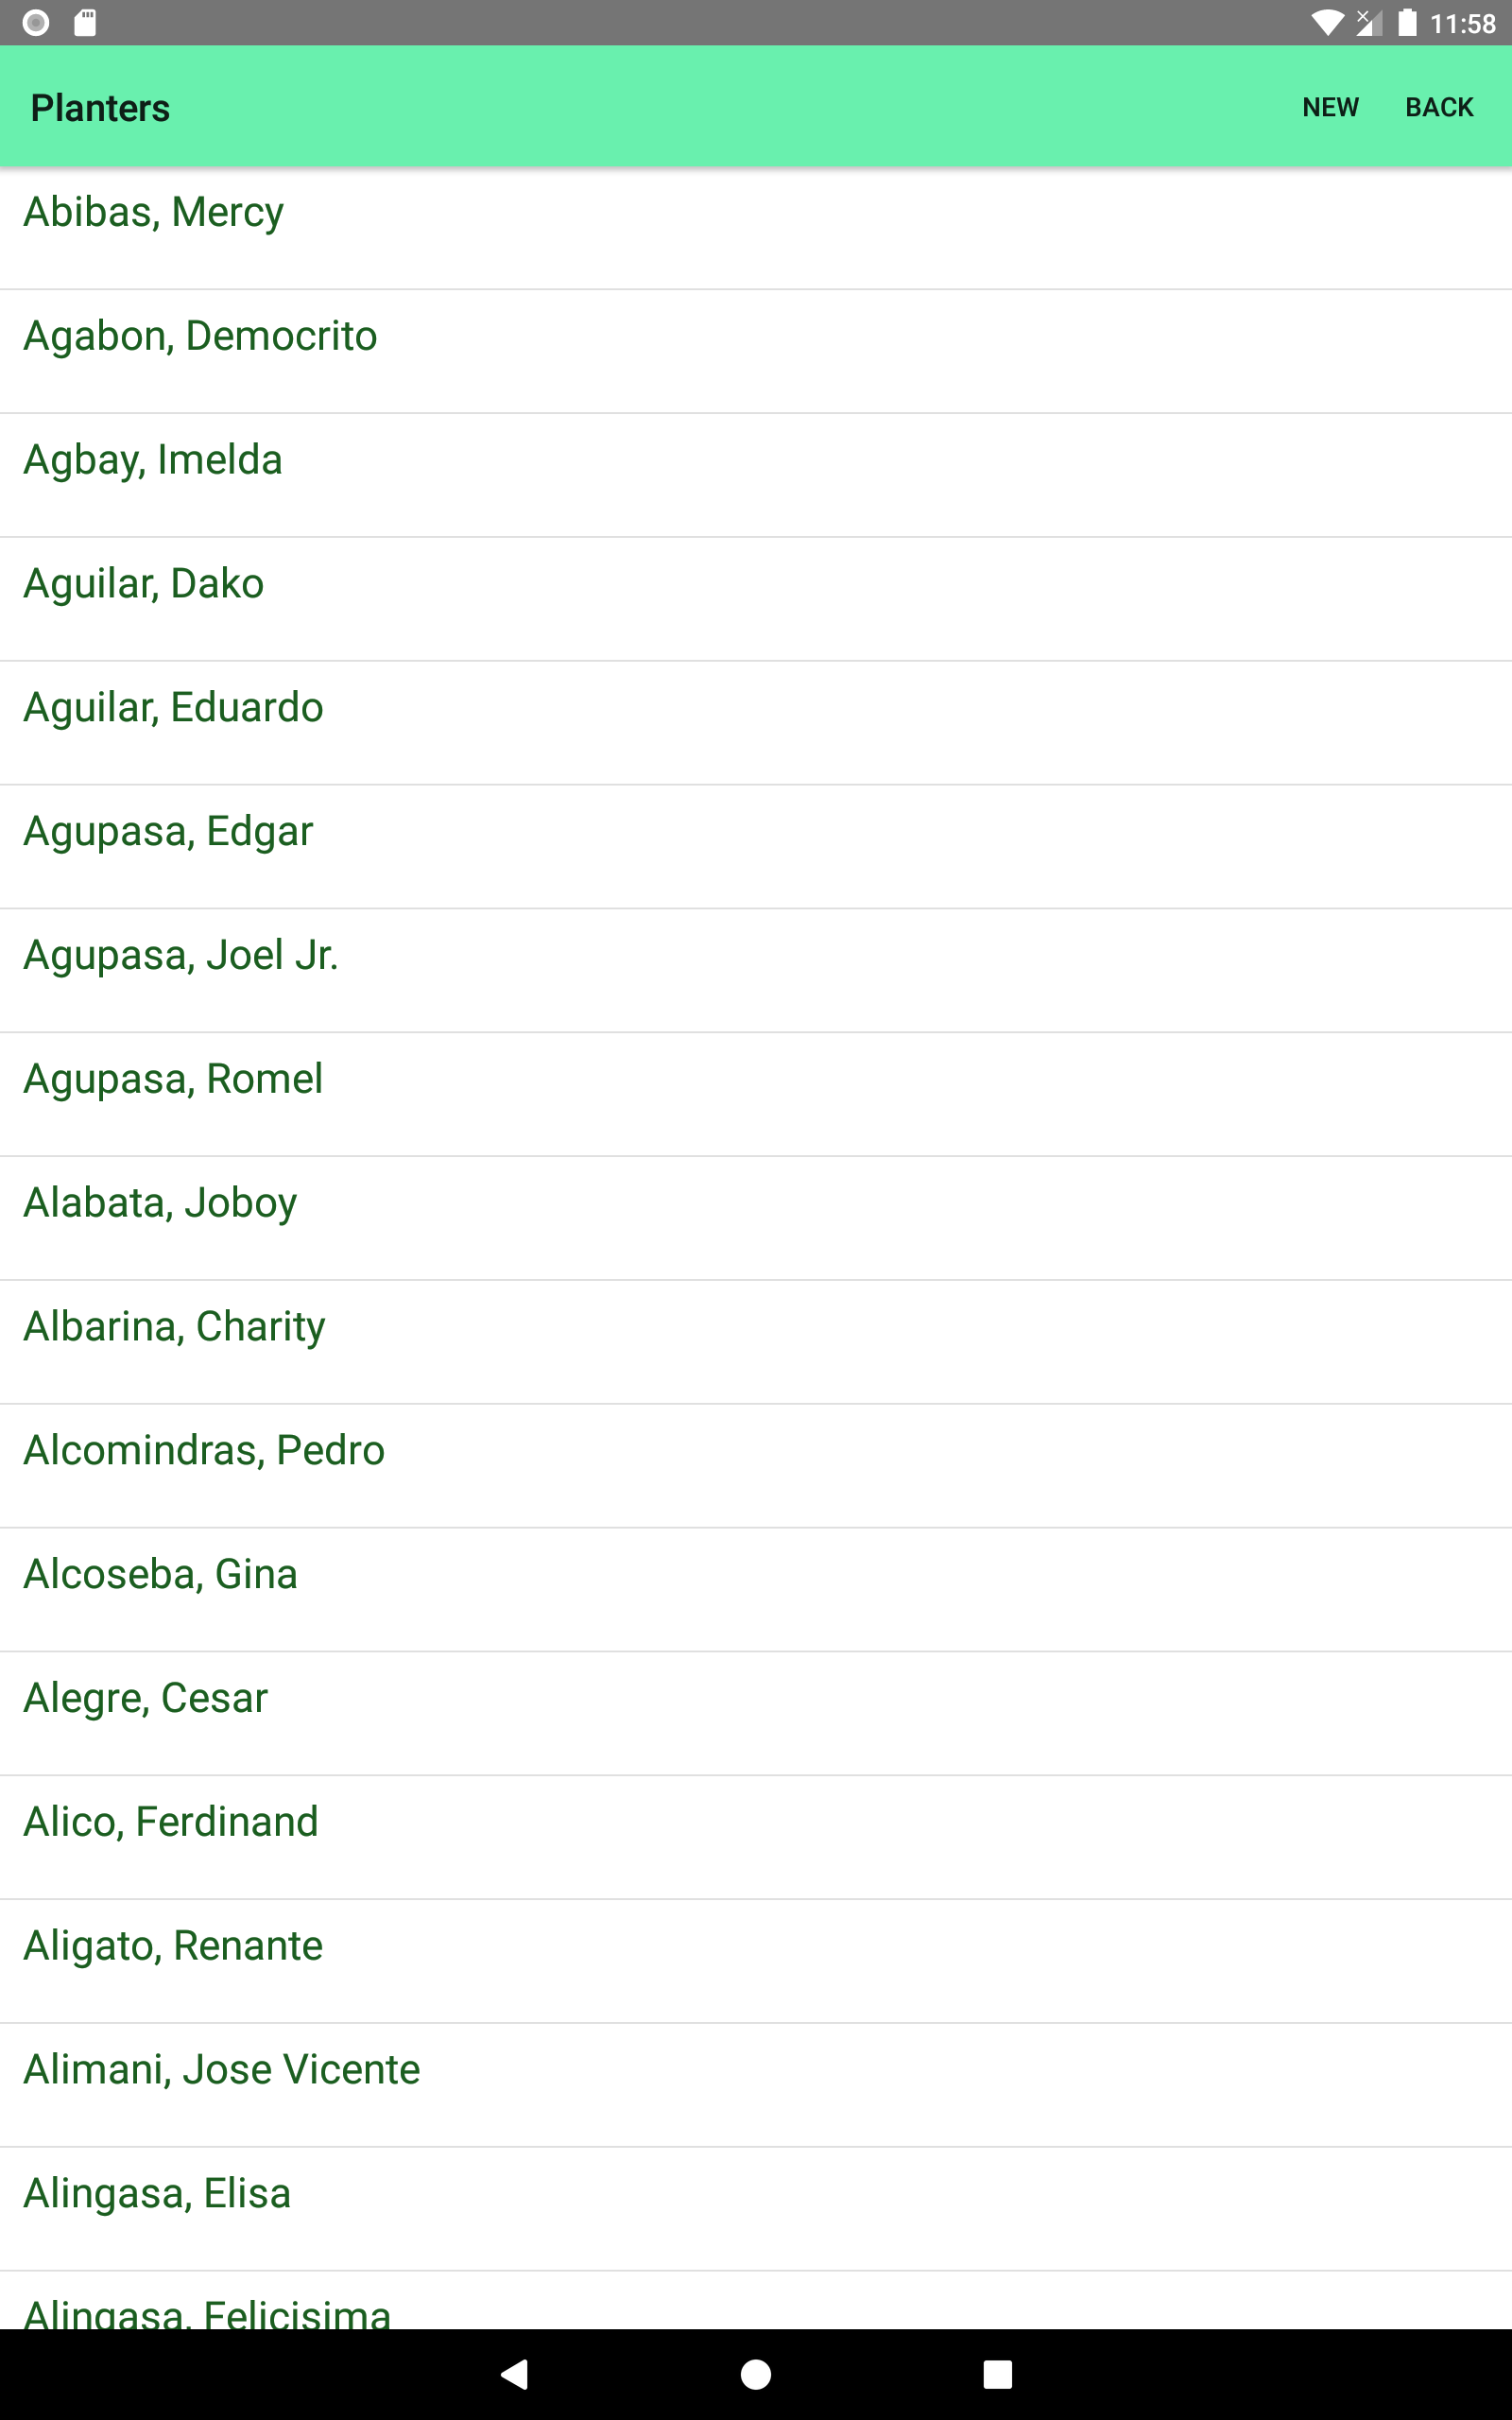 11:58
Planters NEW BACK
Abibas, Mercy
Agabon, Democrito
Agbay, Imelda
Aguilar, Dako
Aguilar, Eduardo
Agupasa, Edgar
Agupasa, Joel Jr.
Agupasa, Romel
Alabata, Joboy
Albarina, Charity
Alcomindras, Pedro
Alcoseba, Gina
Alegre, Cesar
Alico, Ferdinand
Aligato, Renante
Alimani, Jose Vicente
Alingasa, Elisa
Alingasa, Felicisima